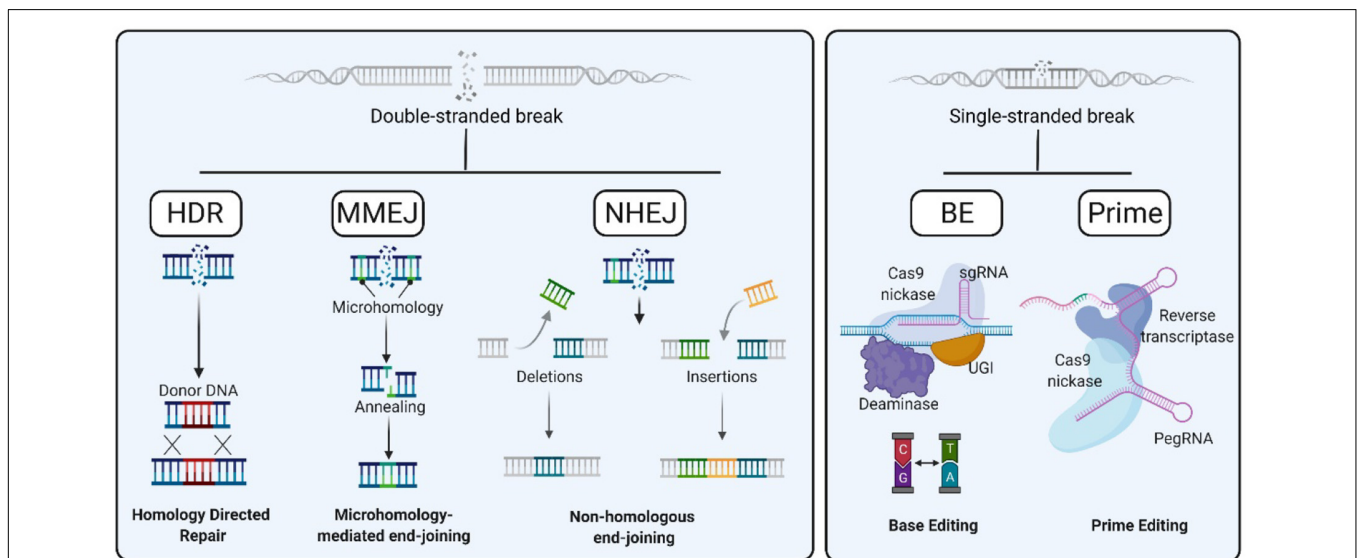 Double-stranded break
HDR
MMEJ
NHEJ
Microhomology
Donor DNA
Annealing
Deletions
Insertions
Homology Directed
Repair
Microhomology-
mediated end-joining
Non-homologous
end-joining
Single-stranded break
BE
Prime
Cas9
nickase
sgRNA
UGI
Deaminase
C
G
T
A
Reverse
transcriptase
Cas9
nickase
PegRNA
Base Editing
Prime Editing